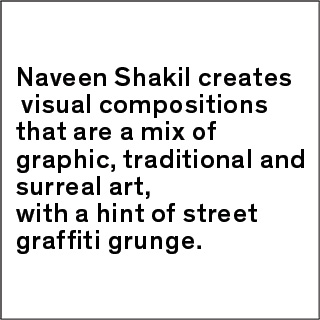 Naveen Shakil creates
visual compositions
that are a mix of
graphic, traditional and
surreal art,
with a hint of street
graffiti grunge.